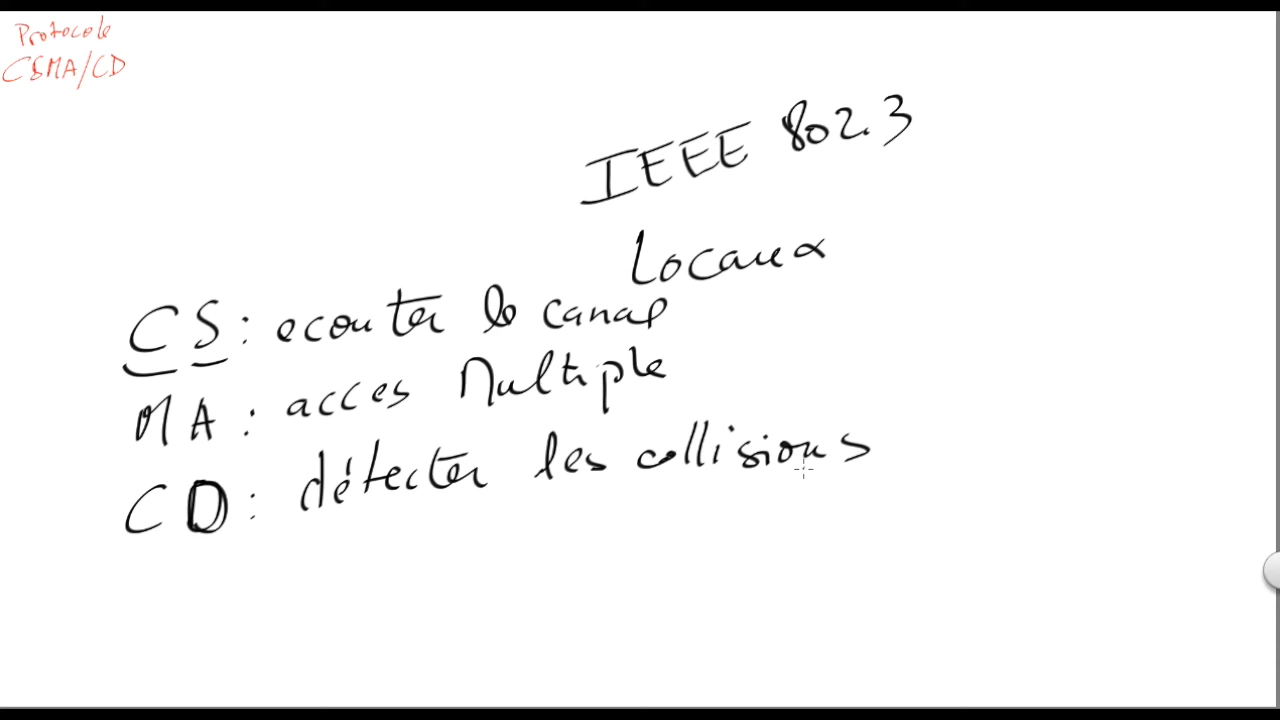 Protocole
CSMA/CD
IEEE 802.3
Locaux
CS: ecouter le canal
MA: acces Multiple
CD: détecter les collisions